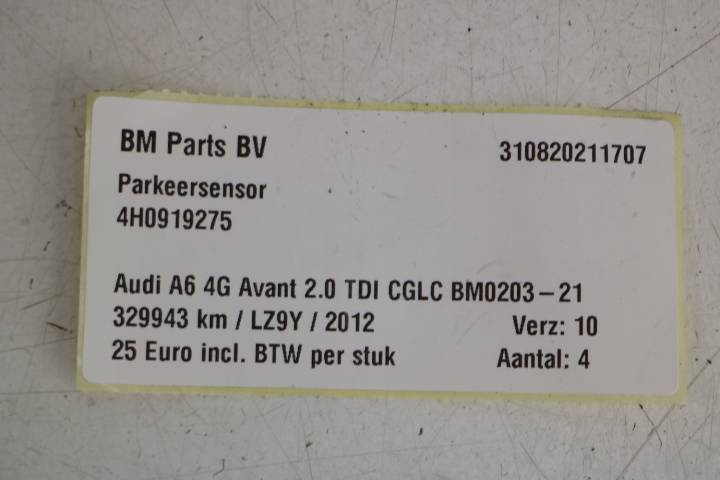 BM Parts BV 310820211707
Parkeersensor
4H0919275
Audi A6 4G Avant 2.0 TDI CGLC BM0203-21
329943 km / LZ9Y / 2012 Verz: 10
25 Euro incl. BTW per stuk Aantal: 4